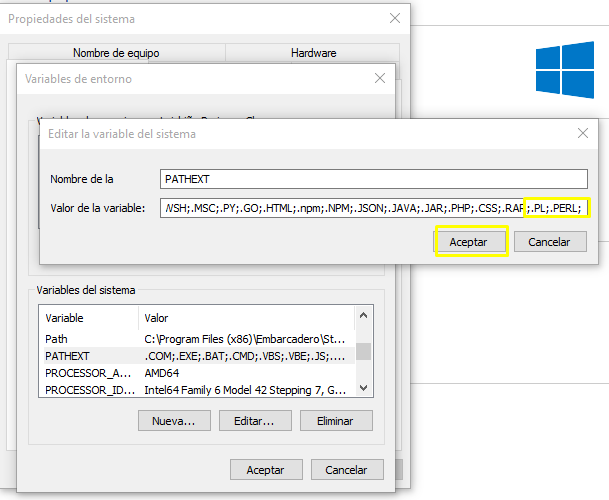 Propiedades del sistema
Nombre de equipo Hardware
Variables de entorno
Editar la variable del sistema
Nombre de la PATHEXT
Valor de la variable: WSH;.MSC;.PY;.GO;.HTML;.npm;.NPM;.JSON;.JAVA;.JAR;.PHP;.CSS;.RAR;.PL;.PERL;
Aceptar Cancelar
Variables del sistema
Variable Valor
Path C:\Program Files (x86)\Embarcadero\St...
PATHEXT .COM;.EXE;.BAT;.CMD;.VBS;.VBE;.JS;....
PROCESSOR_A... AMD64
PROCESSOR_ID... Intel64 Family 6 Model 42 Stepping 7, G...
Nueva... Editar... Eliminar
Aceptar Cancelar